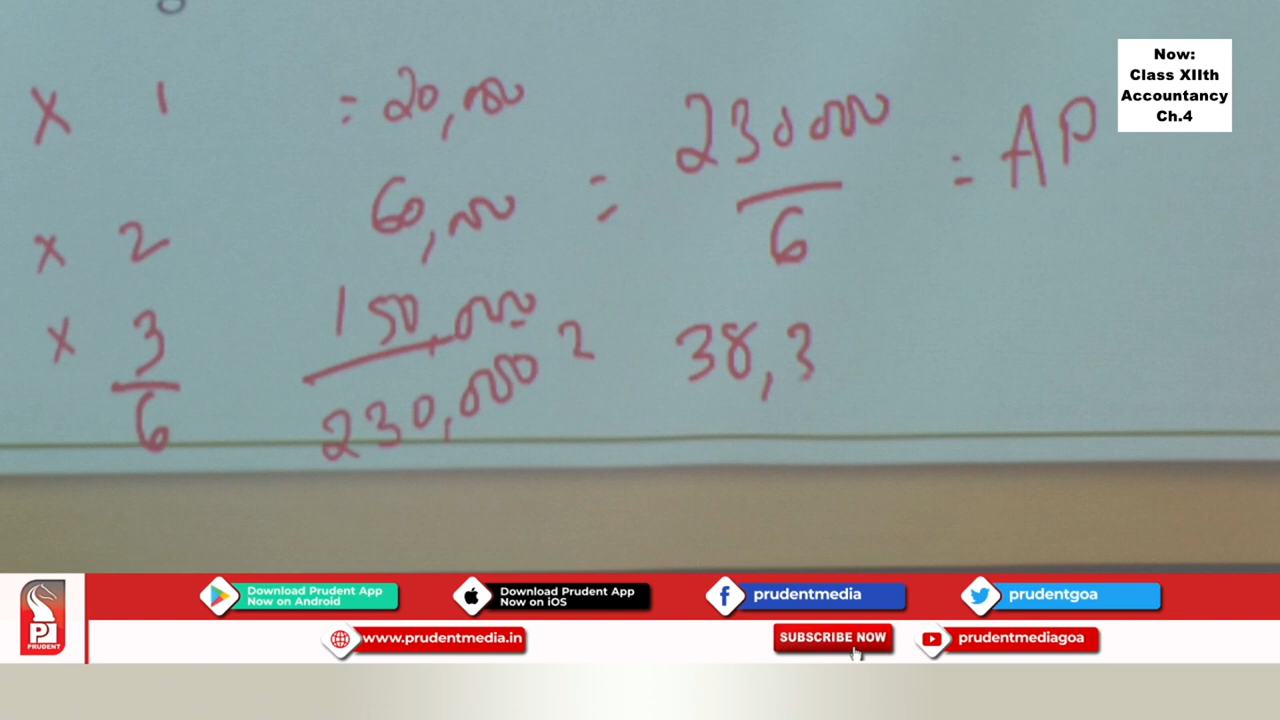 Now:
Class XIIth
Accountancy
Ch.4
x 1 = 20,000
x 2 60,000 = 230000 / 6 = AP
x 3 150,000
6 230,000 = 38,3
Download Prudent App
Now on Android
Download Prudent App
Now on iOS
prudentmedia
prudentgoa
PRUDENT
www.prudentmedia.in
SUBSCRIBE NOW
prudentmediagoa